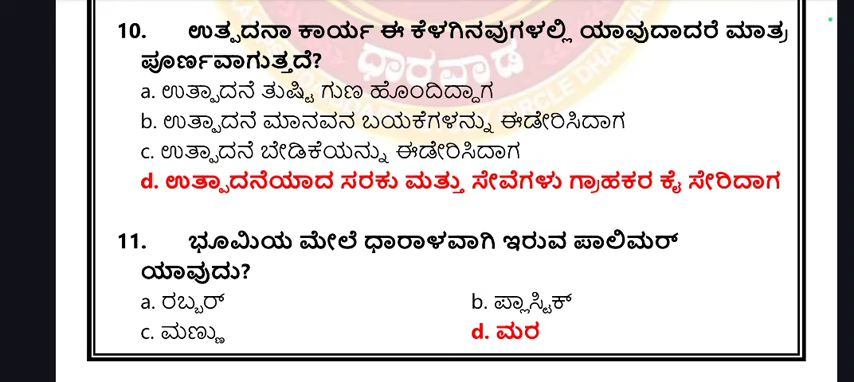 10. ಉತ್ಪದನಾ ಕಾರ್ಯ ಈ ಕೆಳಗಿನವುಗಳಲ್ಲಿ ಯಾವುದಾದರೆ ಮಾತ್ರ
ಪೂರ್ಣವಾಗುತ್ತದೆ?
ಧಾರವಾಡ
a. ಉತ್ಪಾದನೆ ತುಷ್ಟಿ ಗುಣ ಹೊಂದಿದ್ದಾಗ
b. ಉತ್ಪಾದನೆ ಮಾನವನ ಬಯಕೆಗಳನ್ನು ಈಡೇರಿಸಿದಾಗ
c. ಉತ್ಪಾದನೆ ಬೇಡಿಕೆಯನ್ನು ಈಡೇರಿಸಿದಾಗ
d. ಉತ್ಪಾದನೆಯಾದ ಸರಕು ಮತ್ತು ಸೇವೆಗಳು ಗ್ರಾಹಕರ ಕೈ ಸೇರಿದಾಗ
11. ಭೂಮಿಯ ಮೇಲೆ ಧಾರಾಳವಾಗಿ ಇರುವ ಪಾಲಿಮರ್
ಯಾವುದು?
a. ರಬ್ಬರ್ b. ಪ್ಲಾಸ್ಟಿಕ್
c. ಮಣ್ಣು d. ಮರ